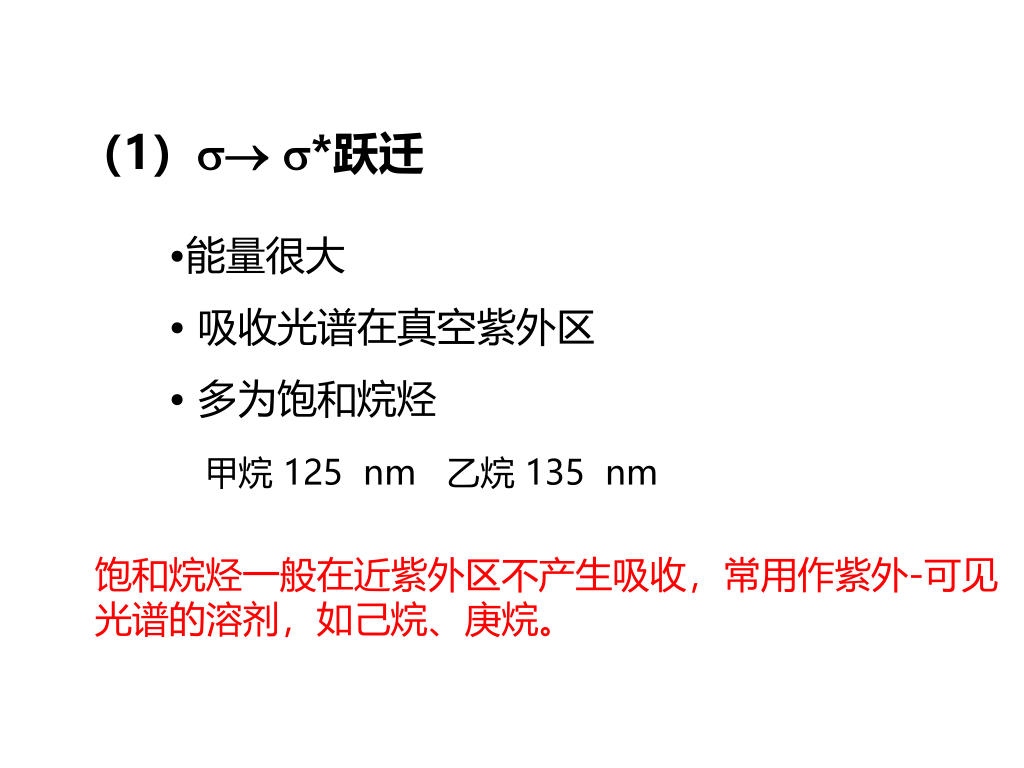 （1）σ→ σ*跃迁
•能量很大
• 吸收光谱在真空紫外区
• 多为饱和烷烃
甲烷 125 nm 乙烷 135 nm
饱和烷烃一般在近紫外区不产生吸收，常用作紫外-可见
光谱的溶剂，如己烷、庚烷。